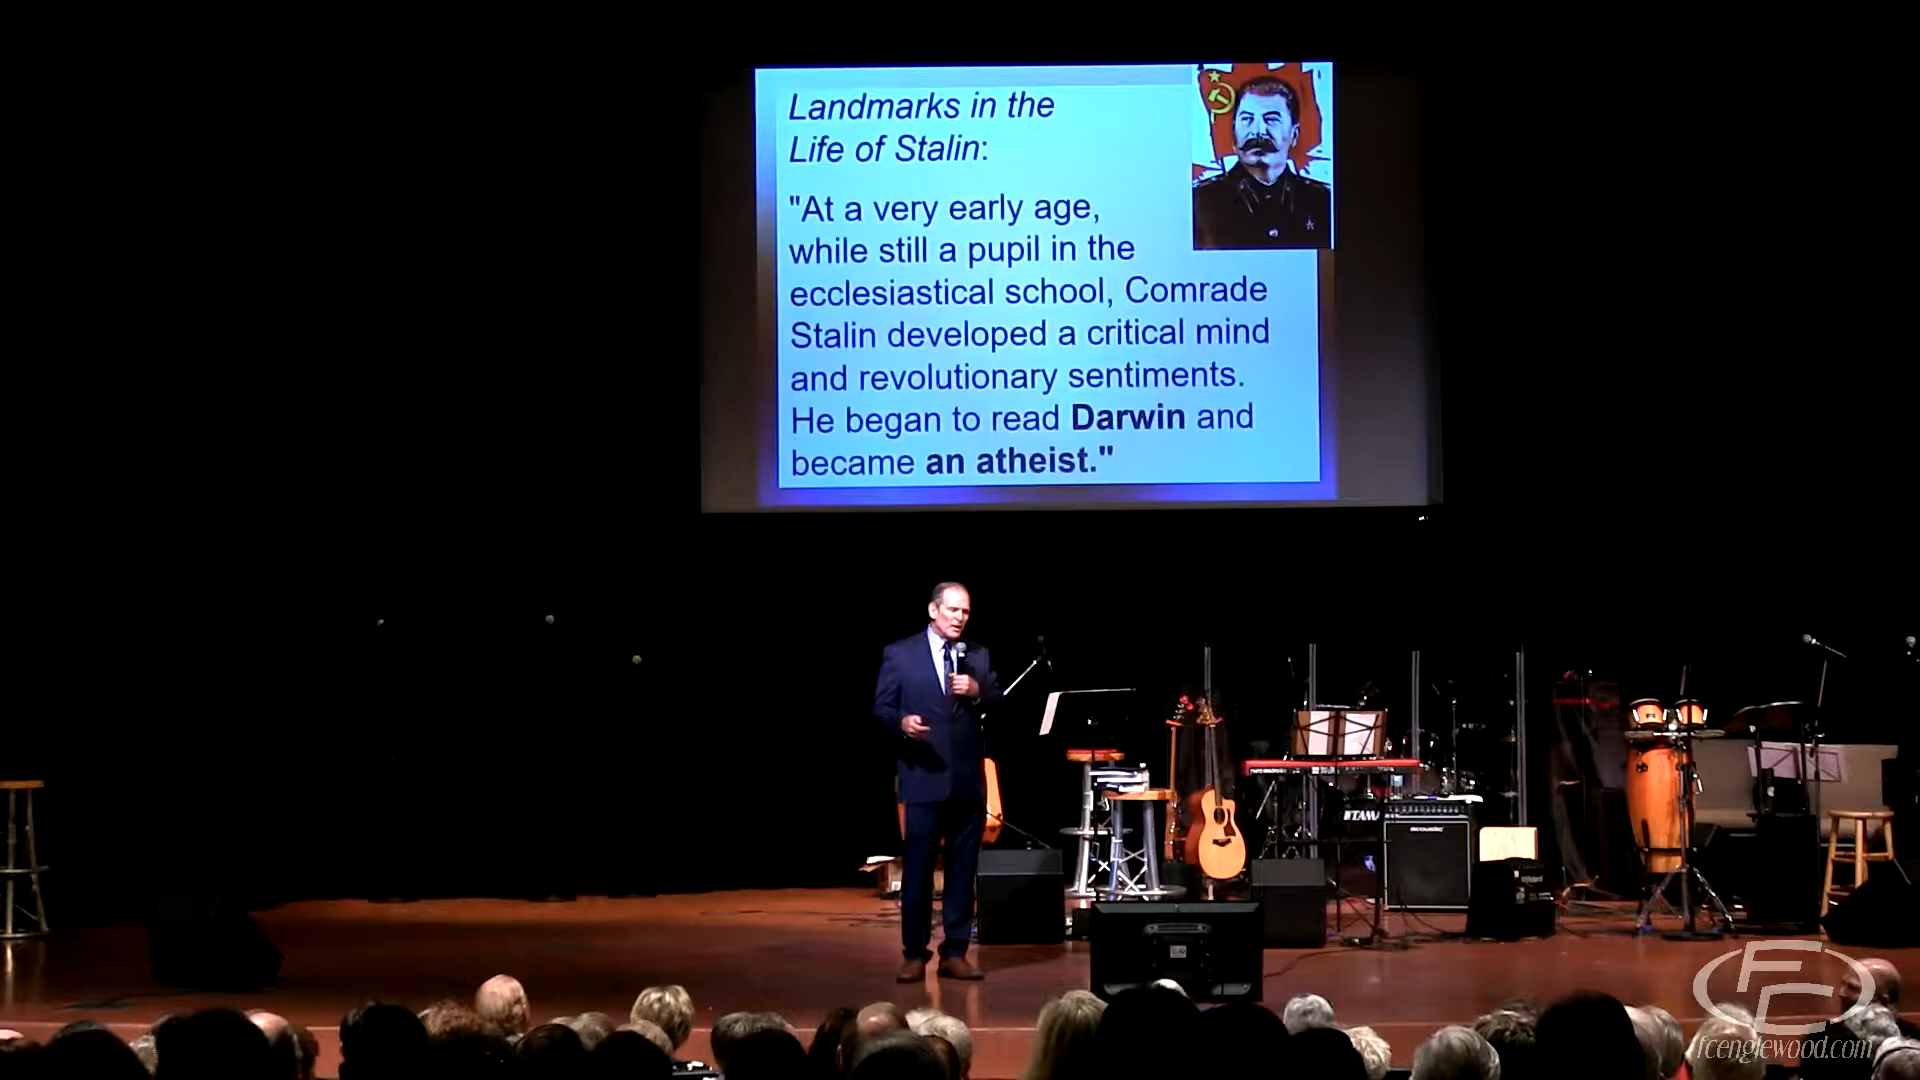 Landmarks in the
Life of Stalin:
"At a very early age,
while still a pupil in the
ecclesiastical school, Comrade
Stalin developed a critical mind
and revolutionary sentiments.
He began to read Darwin and
became an atheist."
TAMA
FC
fcenglewood.com